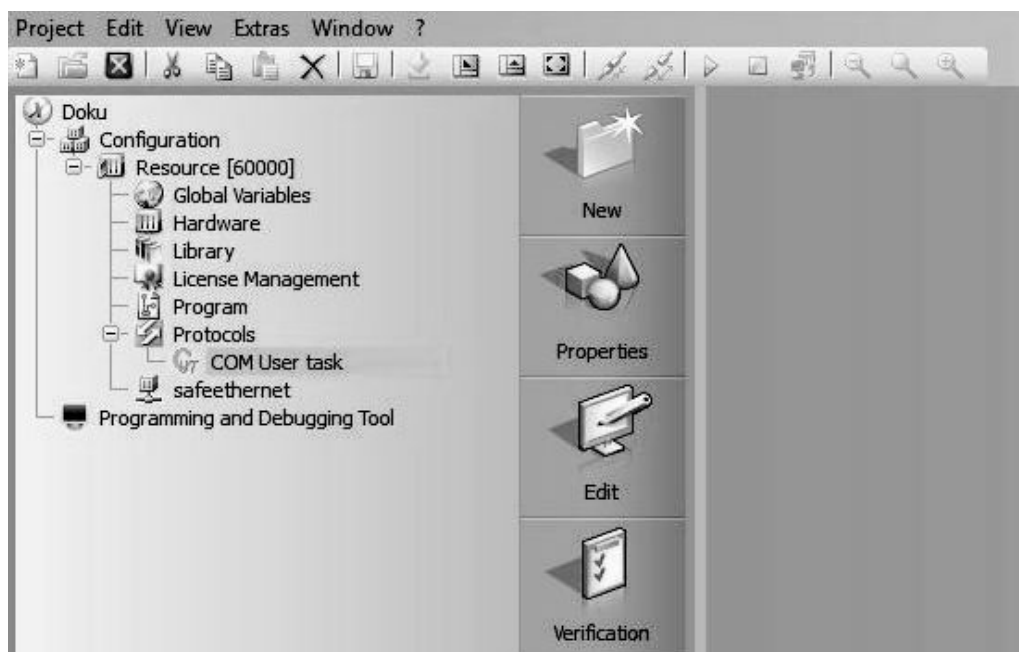 Project Edit View Extras Window ?
Doku
Configuration
Resource [60000]
Global Variables
Hardware
Library
License Management
Program
Protocols
COM User task
safeethernet
Programming and Debugging Tool
New
Properties
Edit
Verification